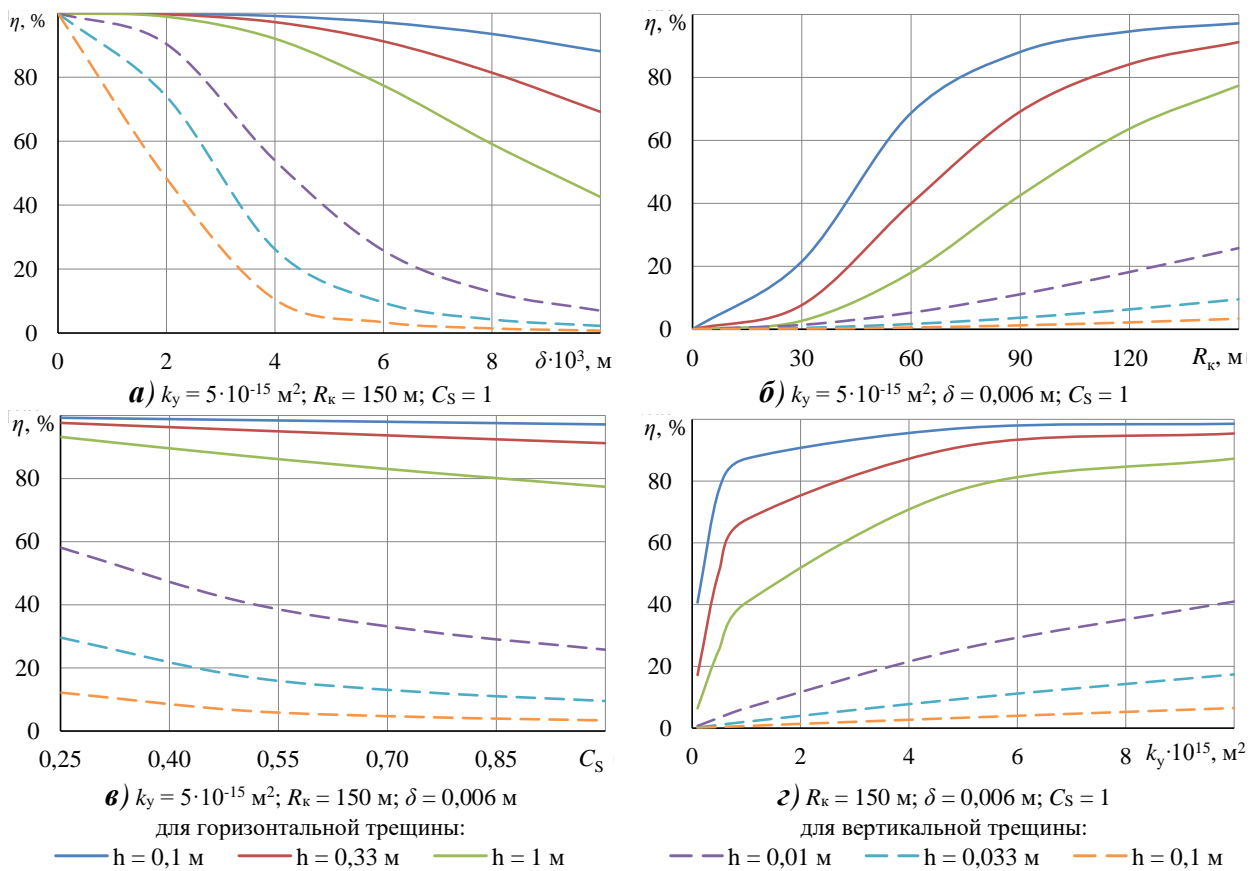 η, %
80
60
40
20
0
0 2 4 6 8 δ·10³, м
а) kу = 5·10⁻¹⁵ м²; Rк = 150 м; CS = 1
η, %
80
60
40
20
0
0 30 60 90 120 Rк, м
б) kу = 5·10⁻¹⁵ м²; δ = 0,006 м; CS = 1
η, %
80
60
40
20
0
0,25 0,40 0,55 0,70 0,85 CS
в) kу = 5·10⁻¹⁵ м²; Rк = 150 м; δ = 0,006 м
η, %
80
60
40
20
0
0 2 4 6 8 kу·10¹⁵, м²
г) Rк = 150 м; δ = 0,006 м; CS = 1
для горизонтальной трещины:
h = 0,1 м h = 0,33 м h = 1 м
для вертикальной трещины:
h = 0,01 м h = 0,033 м h = 0,1 м